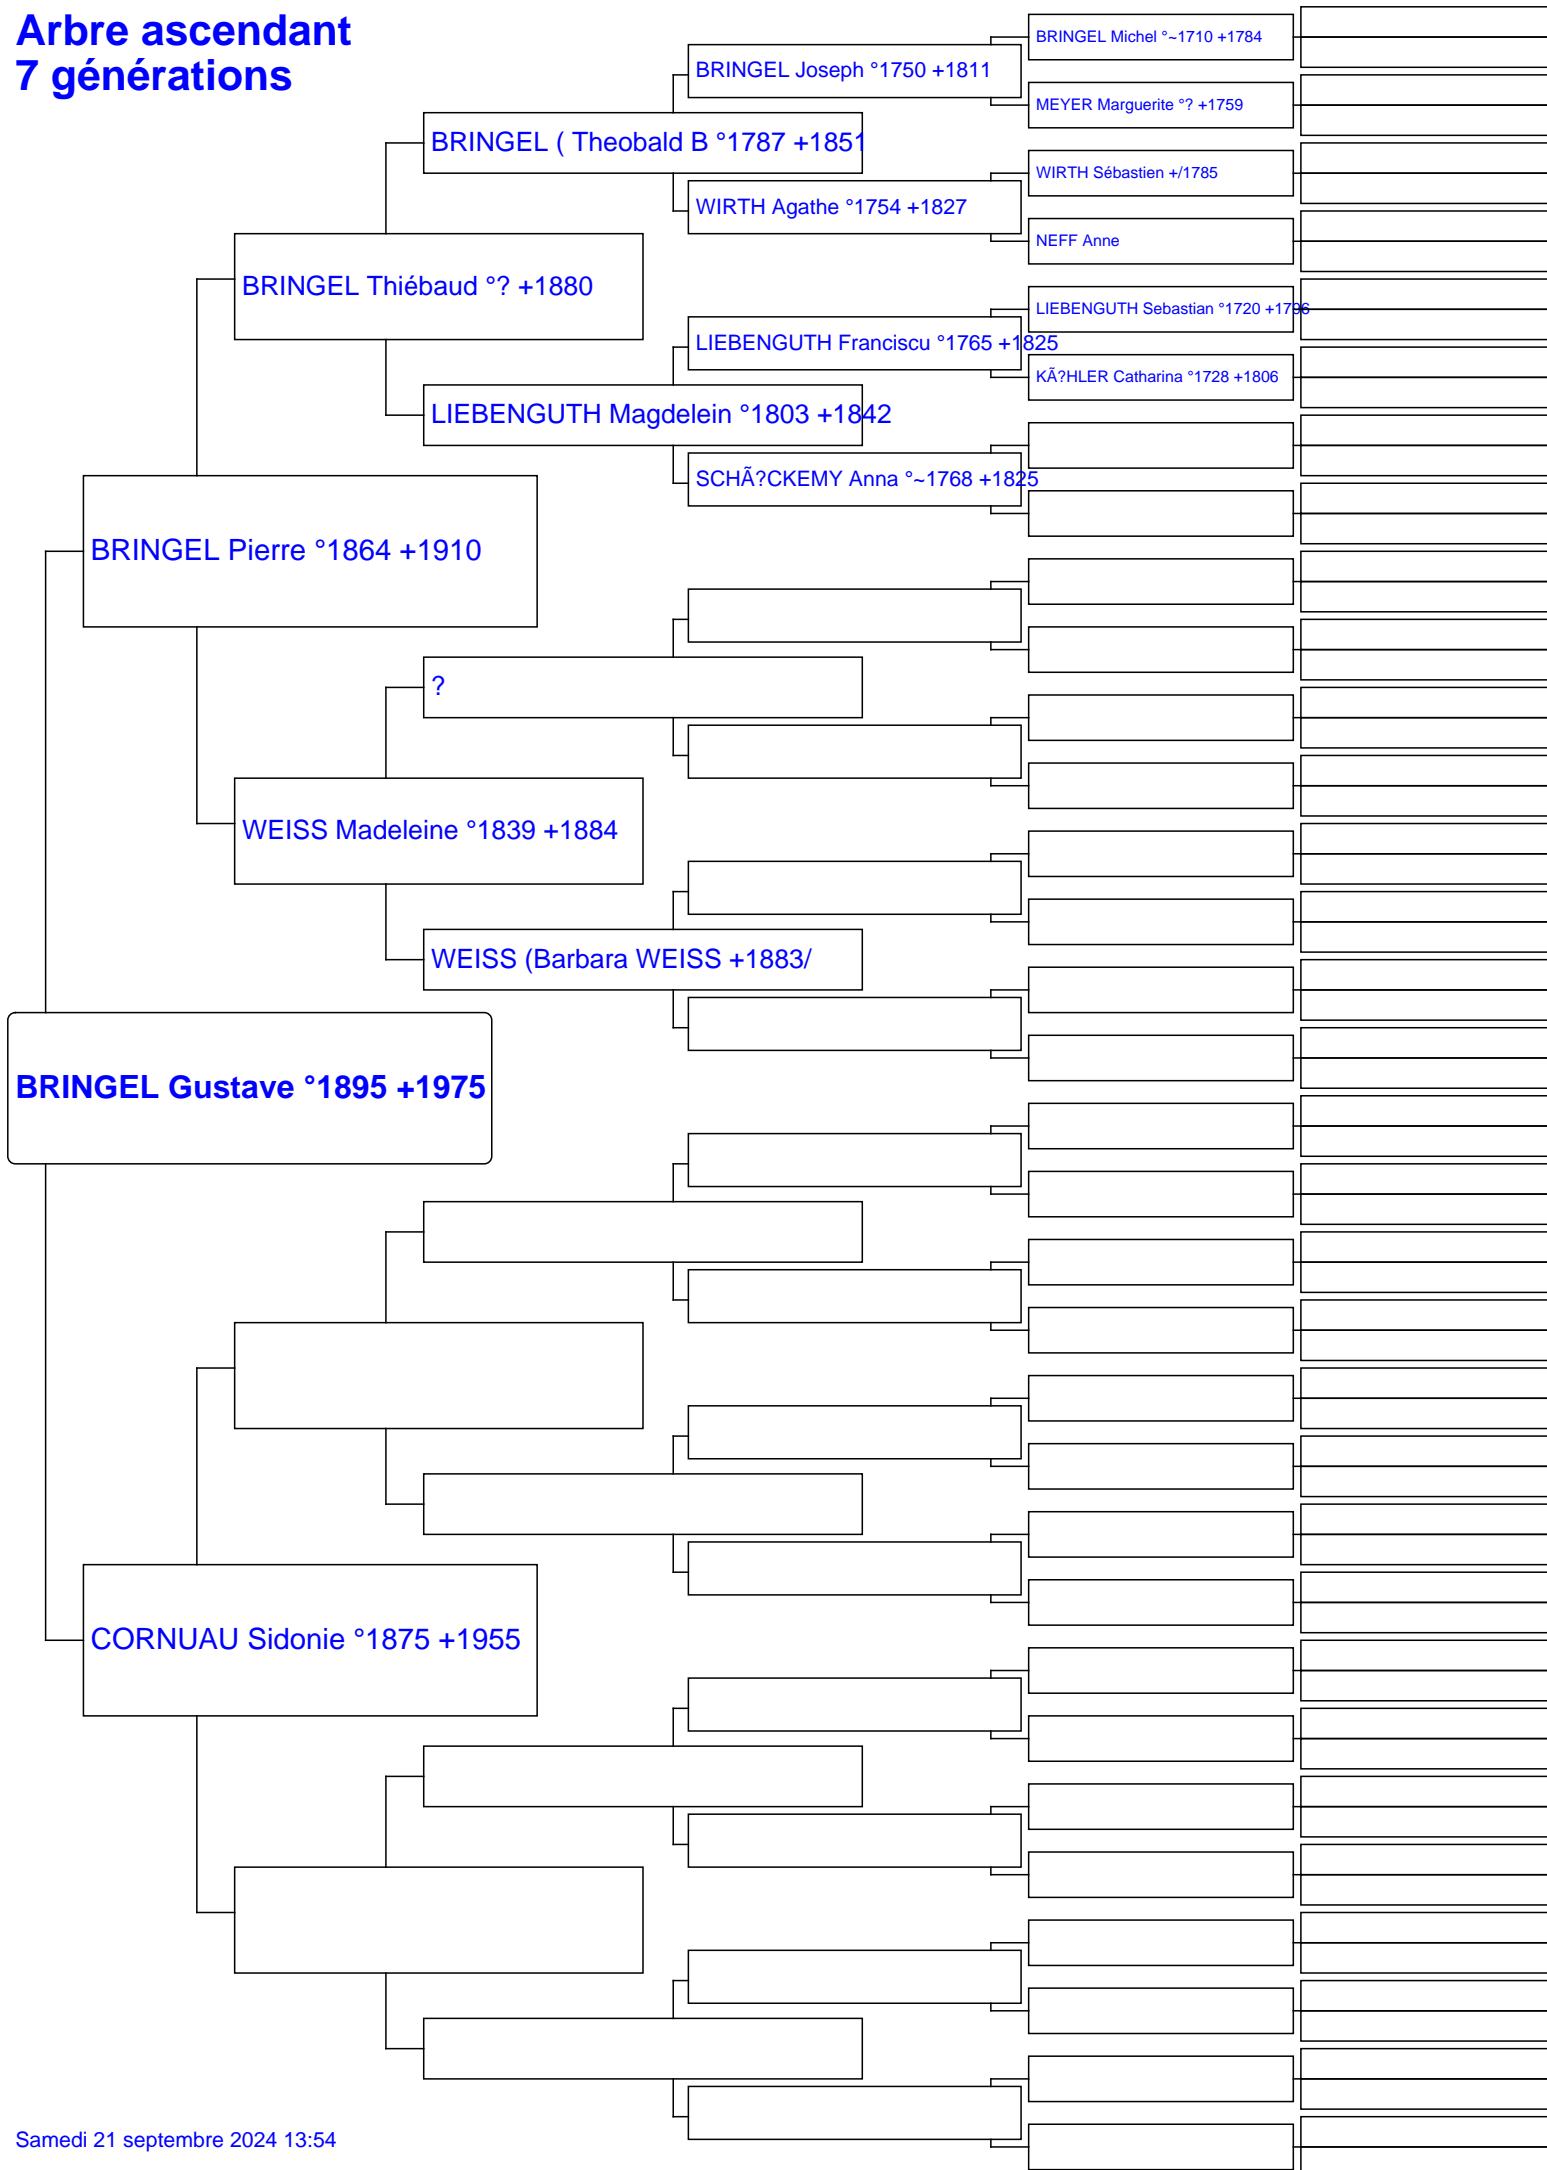 Arbre ascendant
7 générations
BRINGEL Michel °~1710 +1784
BRINGEL Joseph °1750 +1811
MEYER Marguerite °? +1759
BRINGEL ( Theobald B °1787 +1851
WIRTH Sébastien +/1785
WIRTH Agathe °1754 +1827
NEFF Anne
BRINGEL Thiébaud °? +1880
LIEBENGUTH Sebastian °1720 +1796
LIEBENGUTH Franciscu °1765 +1825
KÃ?HLER Catharina °1728 +1806
LIEBENGUTH Magdelein °1803 +1842
SCHÃ?CKEMY Anna °~1768 +1825
BRINGEL Pierre °1864 +1910
?
WEISS Madeleine °1839 +1884
WEISS (Barbara WEISS +1883/
BRINGEL Gustave °1895 +1975
CORNUAU Sidonie °1875 +1955
Samedi 21 septembre 2024 13:54